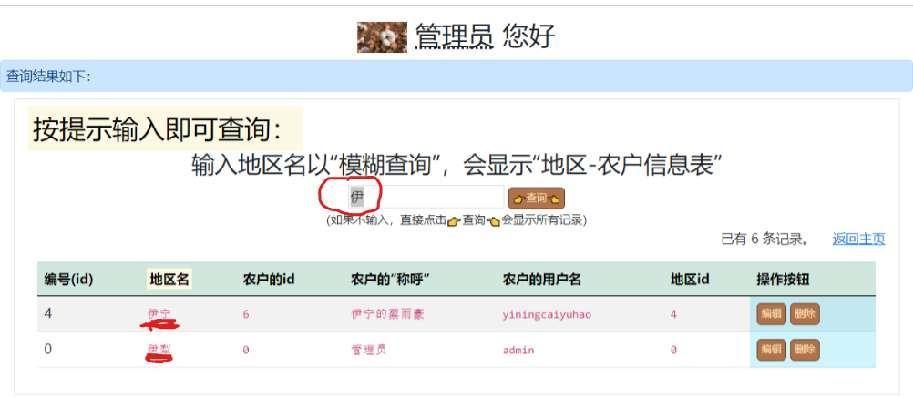 管理员 您好
查询结果如下：
按提示输入即可查询：
输入地区名以“模糊查询”，会显示“地区-农户信息表”
伊 查询
(如果不输入，直接点击查询会显示所有记录)
已有 6 条记录。 返回主页
编号(id) 地区名 农户的id 农户的“称呼” 农户的用户名 地区id 操作按钮
4 伊宁 6 伊宁的蔡雨豪 yiningcaiyuhao 4 编辑 删除
0 伊犁 0 管理员 admin 0 编辑 删除